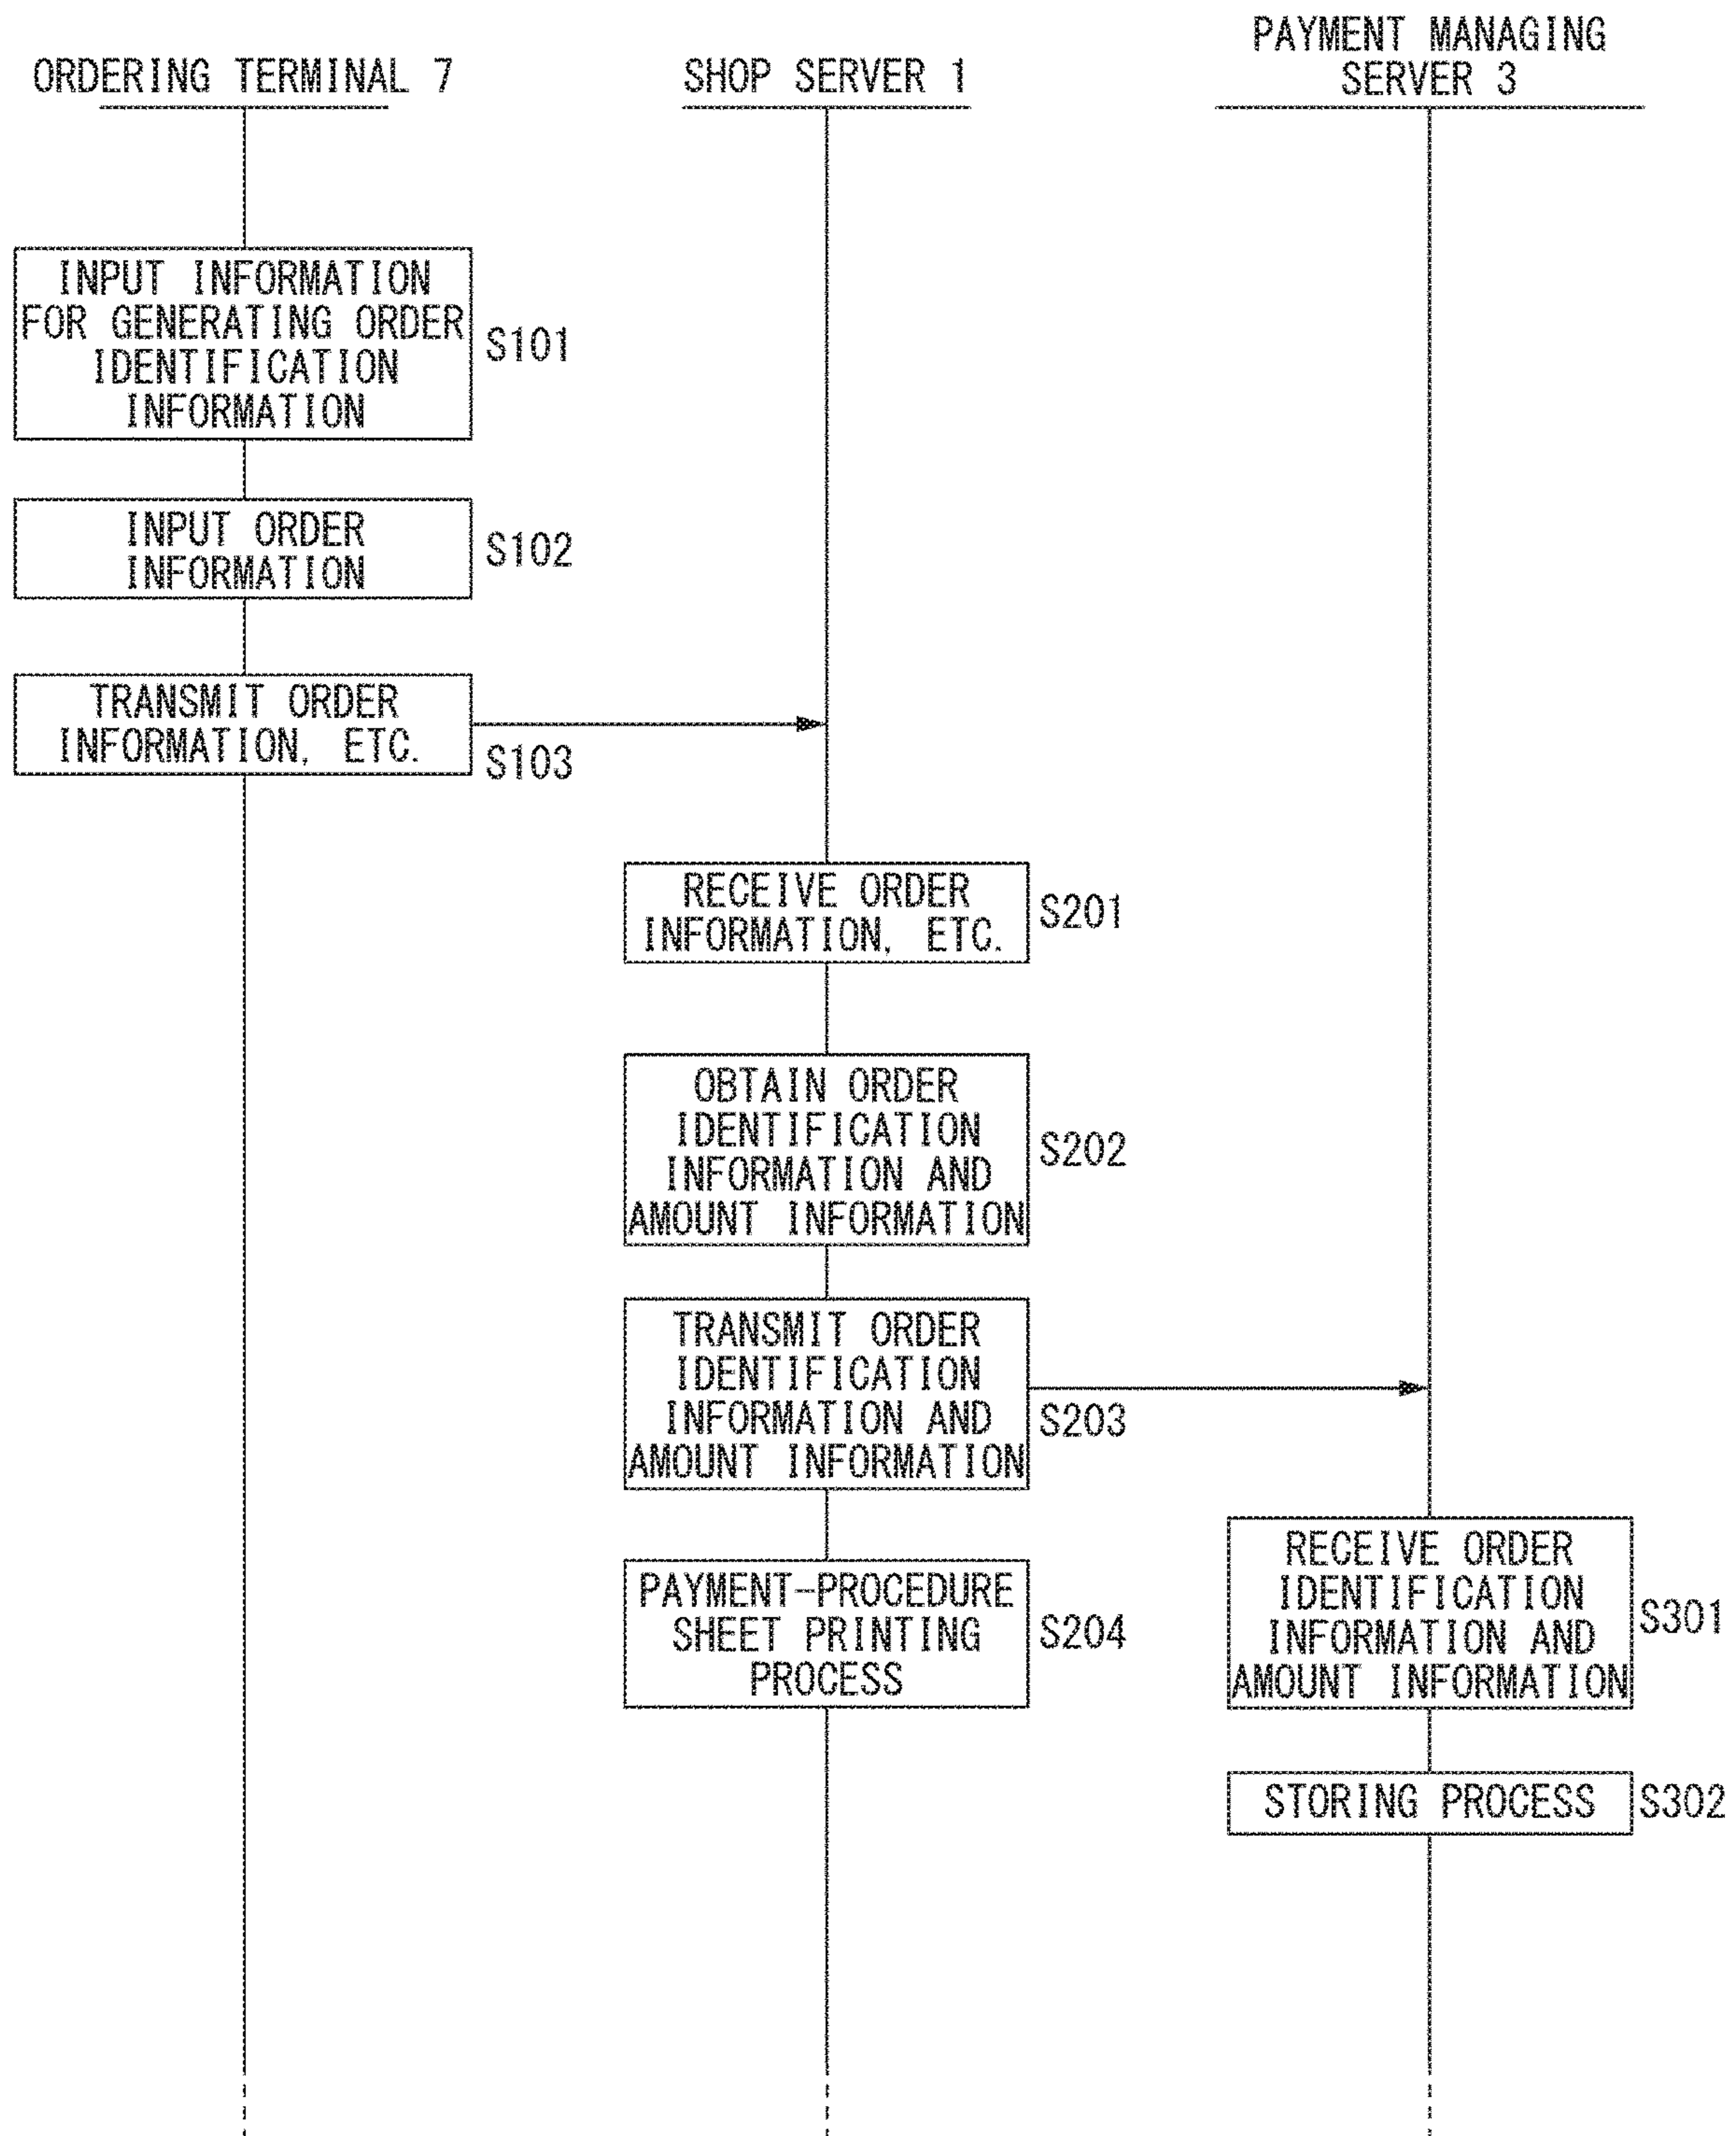 ORDERING TERMINAL 7
SHOP SERVER 1
PAYMENT MANAGING
SERVER 3
INPUT INFORMATION
FOR GENERATING ORDER
IDENTIFICATION
INFORMATION
S101
INPUT ORDER
INFORMATION
S102
TRANSMIT ORDER
INFORMATION, ETC.
S103
RECEIVE ORDER
INFORMATION, ETC.
S201
OBTAIN ORDER
IDENTIFICATION
INFORMATION AND
AMOUNT INFORMATION
S202
TRANSMIT ORDER
IDENTIFICATION
INFORMATION AND
AMOUNT INFORMATION
S203
PAYMENT-PROCEDURE
SHEET PRINTING
PROCESS
S204
RECEIVE ORDER
IDENTIFICATION
INFORMATION AND
AMOUNT INFORMATION
S301
STORING PROCESS
S302